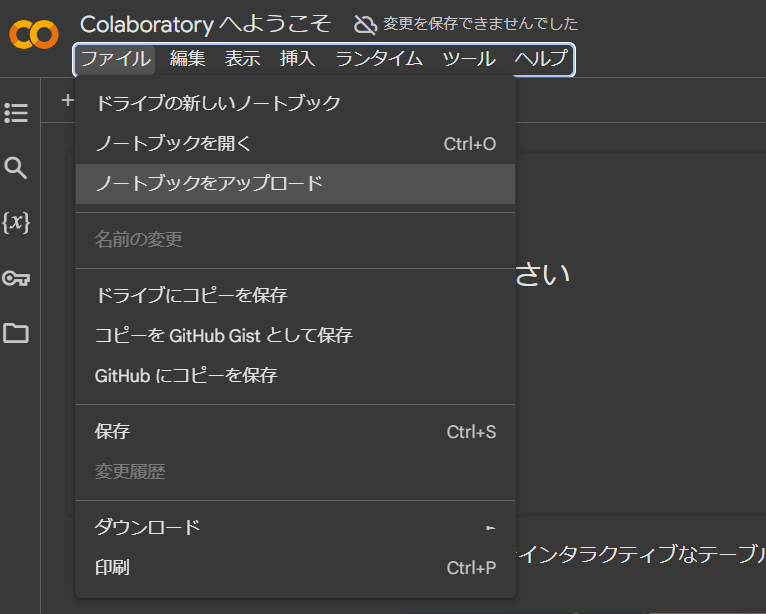 Colaboratory へようこそ 変更を保存できませんでした
ファイル 編集 表示 挿入 ランタイム ツール ヘルプ
+
ドライブの新しいノートブック
ノートブックを開く Ctrl+O
ノートブックをアップロード
{x}
名前の変更
さい
ドライブにコピーを保存
コピーを GitHub Gist として保存
GitHub にコピーを保存
保存 Ctrl+S
変更履歴
ダウンロード
インタラクティブなテーブル
印刷 Ctrl+P